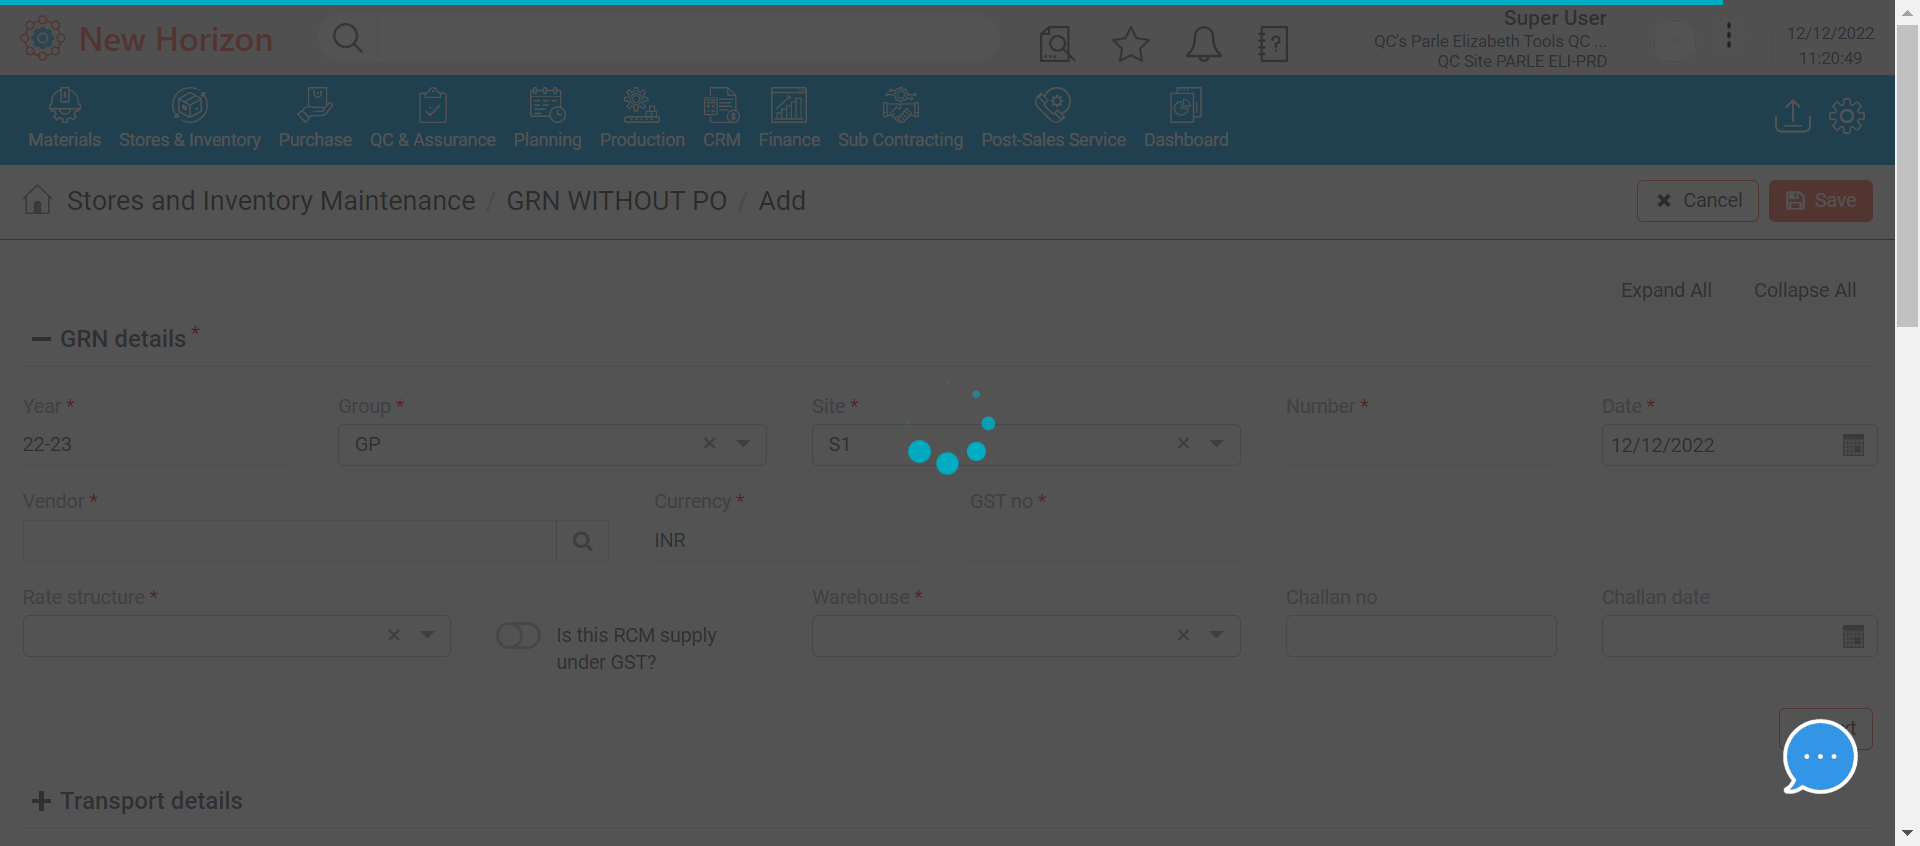 New Horizon
Super User
QC's Parle Elizabeth Tools QC ...
QC Site PARLE ELI-PRD
12/12/2022
11:20:49
Materials Stores & Inventory Purchase QC & Assurance Planning Production CRM Finance Sub Contracting Post-Sales Service Dashboard
Stores and Inventory Maintenance / GRN WITHOUT PO / Add
Cancel Save
Expand All Collapse All
GRN details *
Year * Group * Site * Number * Date *
22-23 GP S1 12/12/2022
Vendor * Currency * GST no *
INR
Rate structure * Warehouse * Challan no Challan date
Is this RCM supply
under GST?
Transport details